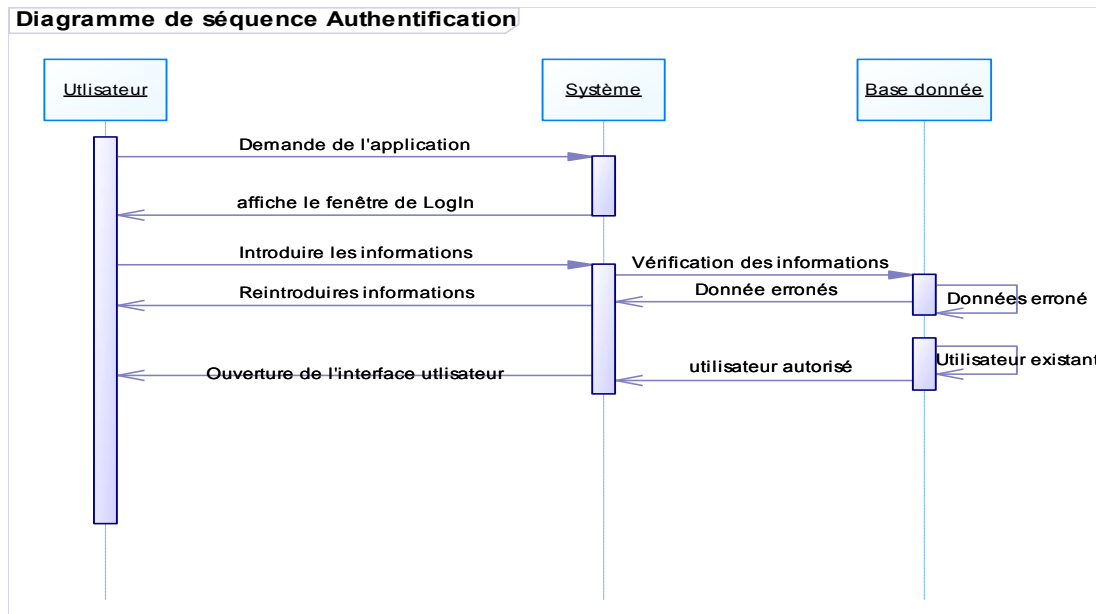 Diagramme de séquence Authentification
Utlisateur
Système
Base donnée
Demande de l'application
affiche le fenêtre de LogIn
Introduire les informations
Vérification des informations
Reintroduires informations
Donnée erronés
Données erroné
Ouverture de l'interface utlisateur
utilisateur autorisé
Utilisateur existant